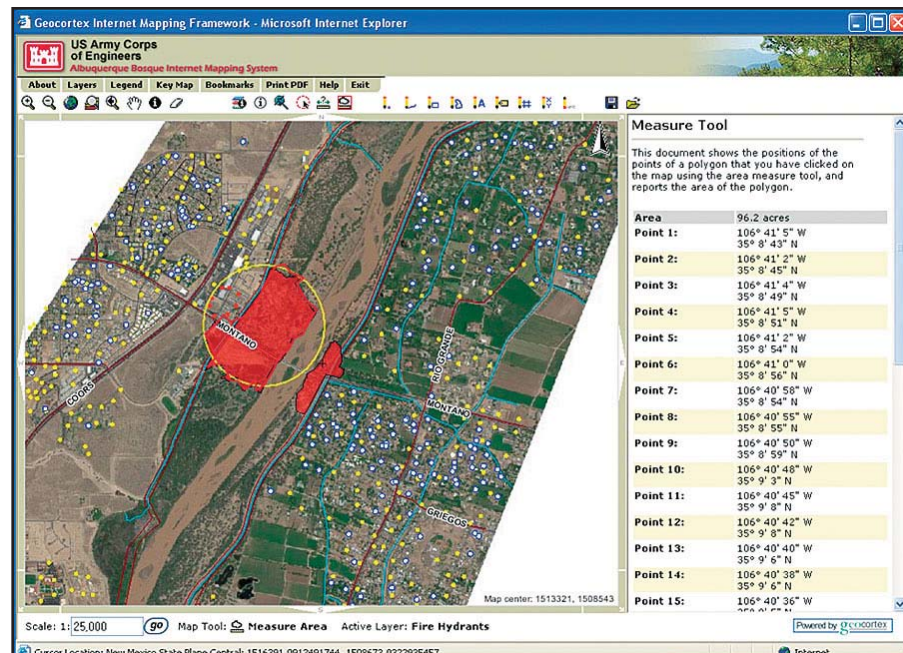 Geocortex Internet Mapping Framework - Microsoft Internet Explorer
US Army Corps
of Engineers
Albuquerque Bosque Internet Mapping System
About Layers Legend Key Map Bookmarks Print PDF Help Exit
N
MONTANO
COORS
RIO GRANDE
MONTANO
GRIEGOS
S
Map center: 1513321, 1508543
Measure Tool
This document shows the positions of the
points of a polygon that you have clicked on
the map using the area measure tool, and
reports the area of the polygon.
Area 96.2 acres
Point 1: 106° 41' 5" W
35° 8' 43" N
Point 2: 106° 41' 2" W
35° 8' 45" N
Point 3: 106° 41' 4" W
35° 8' 49" N
Point 4: 106° 41' 5" W
35° 8' 51" N
Point 5: 106° 41' 2" W
35° 8' 54" N
Point 6: 106° 41' 0" W
35° 8' 56" N
Point 7: 106° 40' 58" W
35° 8' 54" N
Point 8: 106° 40' 55" W
35° 8' 55" N
Point 9: 106° 40' 50" W
35° 8' 59" N
Point 10: 106° 40' 48" W
35° 9' 3" N
Point 11: 106° 40' 45" W
35° 9' 8" N
Point 12: 106° 40' 42" W
35° 9' 8" N
Point 13: 106° 40' 40" W
35° 9' 6" N
Point 14: 106° 40' 38" W
35° 9' 6" N
Point 15: 106° 40' 36" W
Scale: 1: 25,000 go Map Tool: Measure Area Active Layer: Fire Hydrants
Powered by geocortex
Cursor Location: New Mexico State Plane Central: Internet